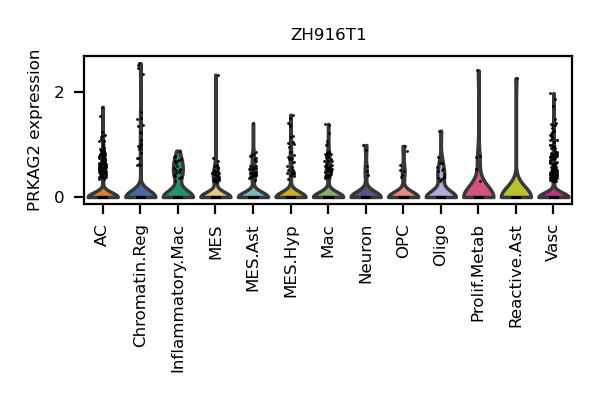 ZH916T1
PRKAG2 expression
2
0
AC
Chromatin.Reg
Inflammatory.Mac
MES
MES.Ast
MES.Hyp
Mac
Neuron
OPC
Oligo
Prolif.Metab
Reactive.Ast
Vasc